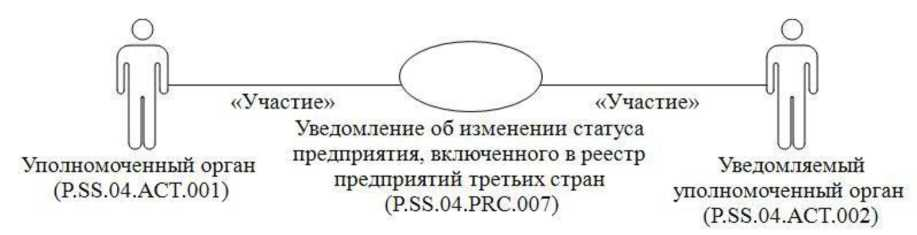 «Участие»
«Участие»
Уведомление об изменении статуса
предприятия, включенного в реестр
предприятий третьих стран
(P.SS.04.PRC.007)
Уполномоченный орган
(P.SS.04.ACT.001)
Уведомляемый
уполномоченный орган
(P.SS.04.ACT.002)